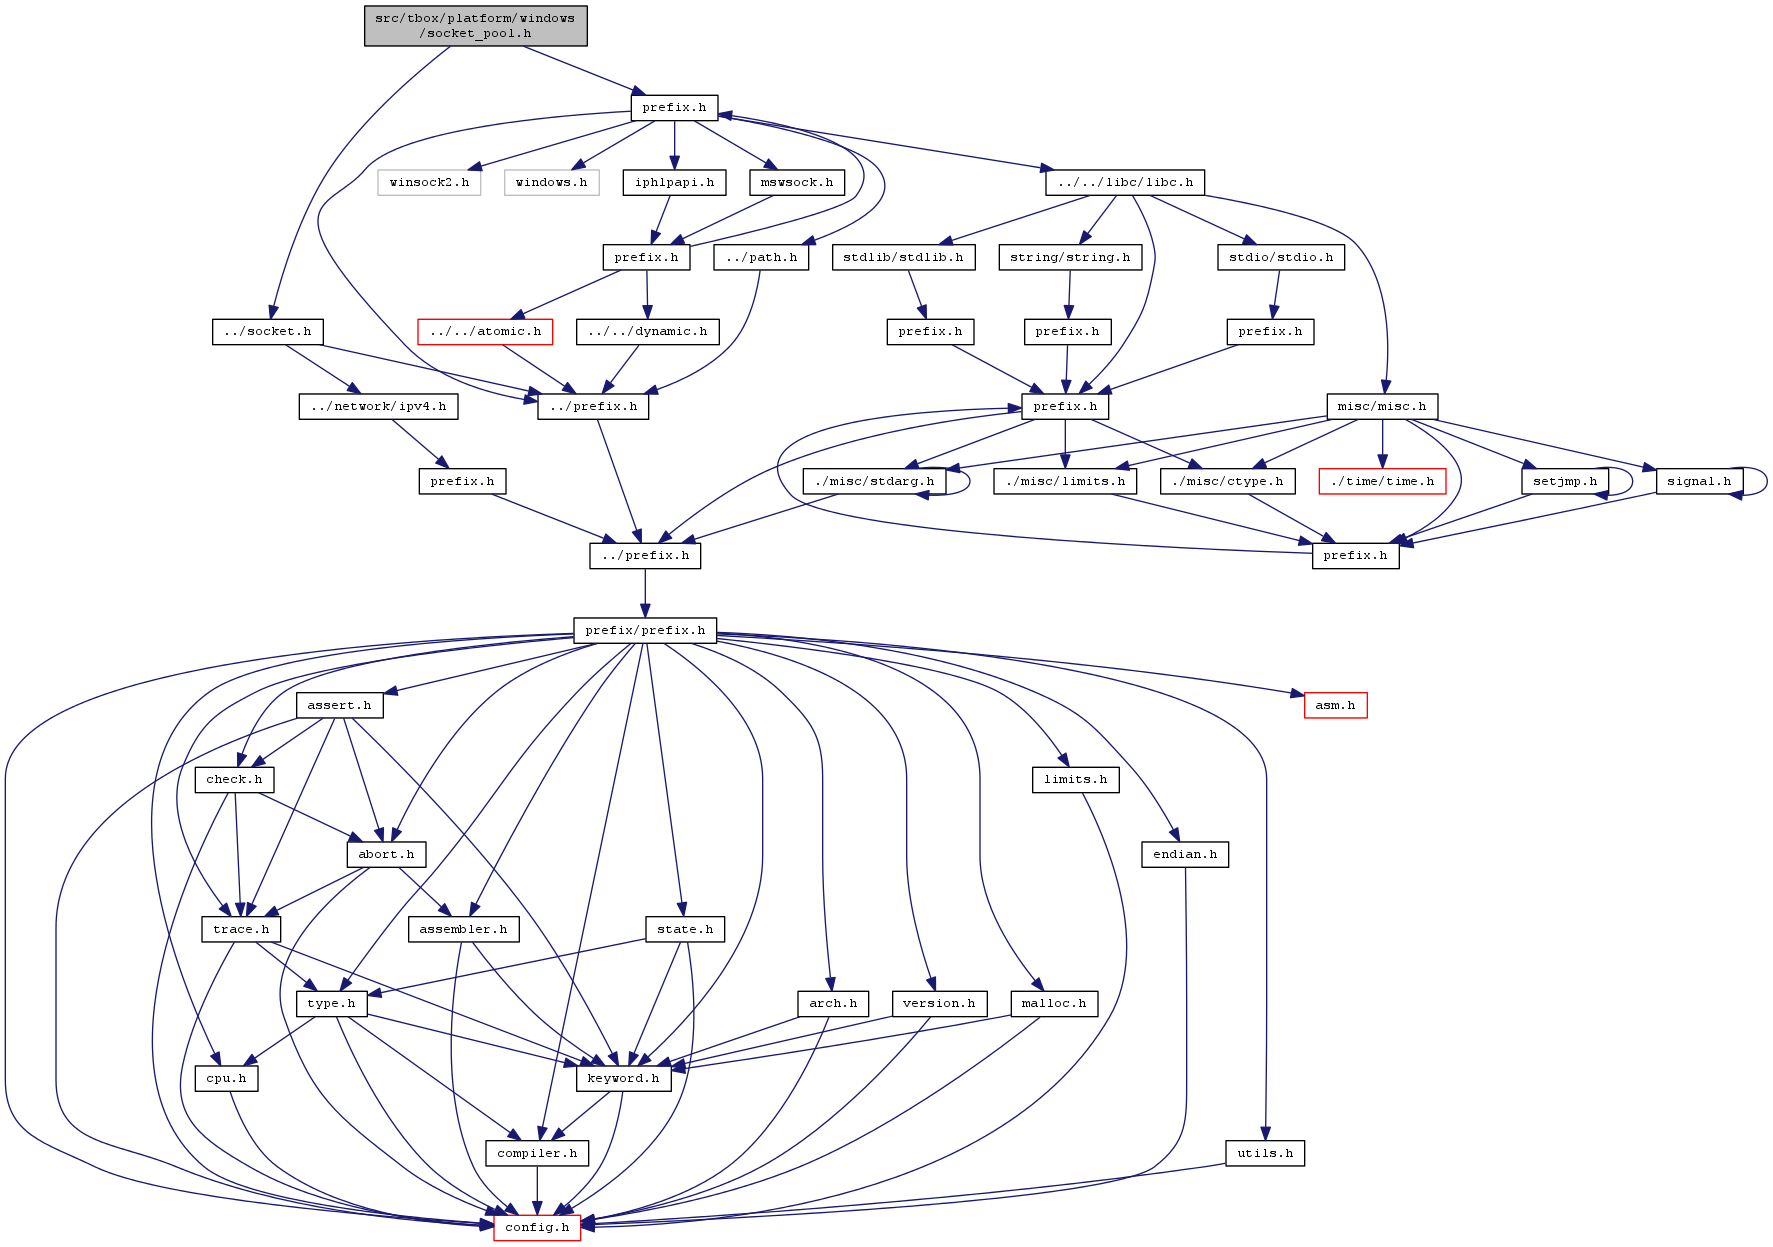 src/tbox/platform/windows
/socket_pool.h
prefix.h
winsock2.h
windows.h
iphlpapi.h
mswsock.h
../../libc/libc.h
prefix.h
../path.h
stdlib/stdlib.h
string/string.h
stdio/stdio.h
../socket.h
../../atomic.h
../../dynamic.h
prefix.h
prefix.h
prefix.h
../network/ipv4.h
../prefix.h
prefix.h
misc/misc.h
prefix.h
./misc/stdarg.h
./misc/limits.h
./misc/ctype.h
./time/time.h
setjmp.h
signal.h
../prefix.h
prefix.h
prefix/prefix.h
assert.h
asm.h
check.h
limits.h
abort.h
endian.h
trace.h
assembler.h
state.h
type.h
arch.h
version.h
malloc.h
cpu.h
keyword.h
compiler.h
utils.h
config.h